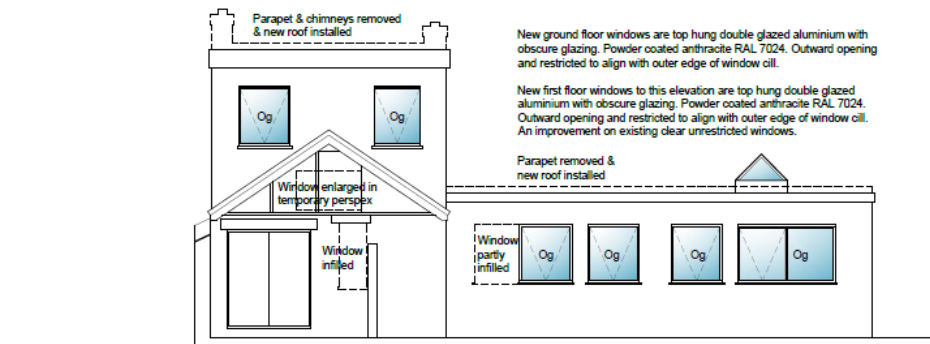 Parapet & chimneys removed
& new roof installed
New ground floor windows are top hung double glazed aluminium with
obscure glazing. Powder coated anthracite RAL 7024. Outward opening
and restricted to align with outer edge of window cill.
New first floor windows to this elevation are top hung double glazed
aluminium with obscure glazing. Powder coated anthracite RAL 7024.
Outward opening and restricted to align with outer edge of window cill.
An improvement on existing clear unrestricted windows.
Og
Og
Parapet removed &
new roof installed
Window enlarged in
temporary perspex
Window
infilled
Window
partly
infilled
Og
Og
Og
Og